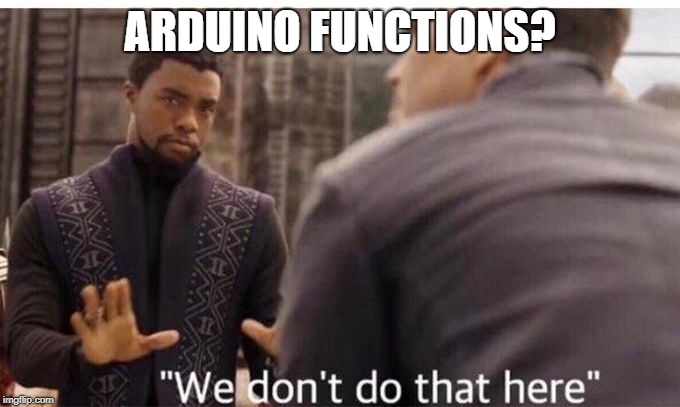 ARDUINO FUNCTIONS?
"We don't do that here"
imgflip.com